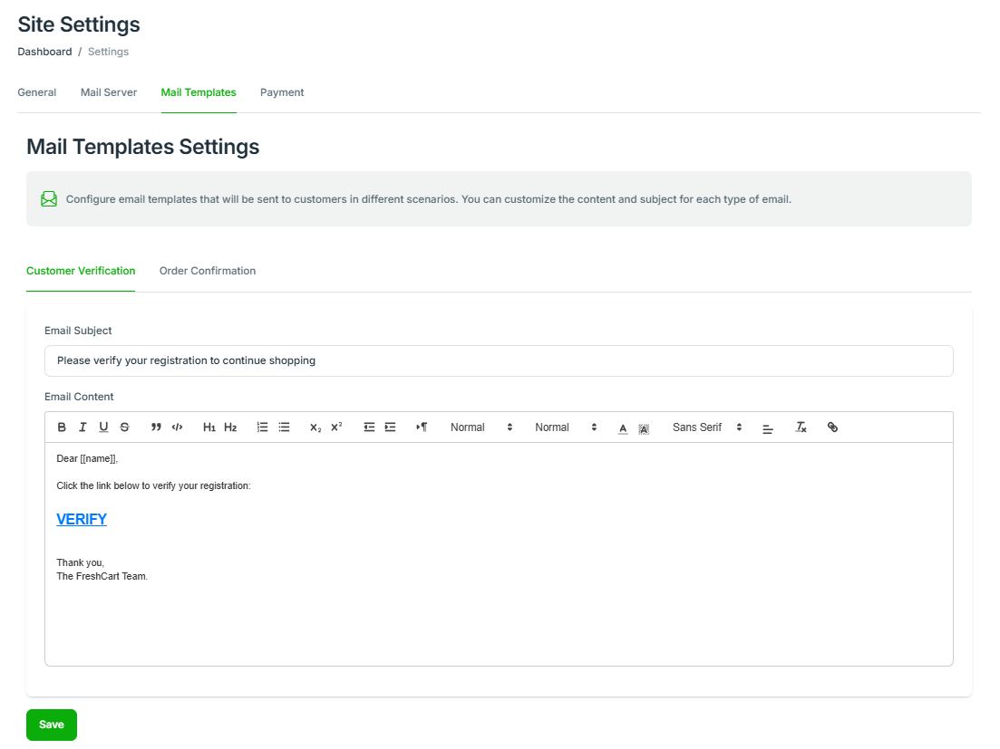 Site Settings
Dashboard / Settings
General Mail Server Mail Templates Payment
Mail Templates Settings
Configure email templates that will be sent to customers in different scenarios. You can customize the content and subject for each type of email.
Customer Verification Order Confirmation
Email Subject
Please verify your registration to continue shopping
Email Content
B I U S H1 H2 X2 X2 Normal Normal A A Sans Serif Tx
Dear [[name]],
Click the link below to verify your registration:
VERIFY
Thank you,
The FreshCart Team.
Save